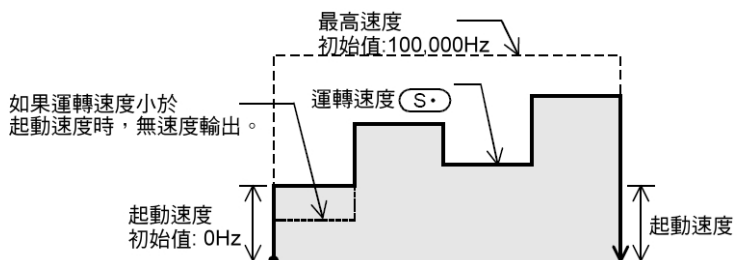 最高速度
初始值:100,000Hz
如果運轉速度小於
起動速度時，無速度輸出。
運轉速度 S·
起動速度
初始值: 0Hz
起動速度